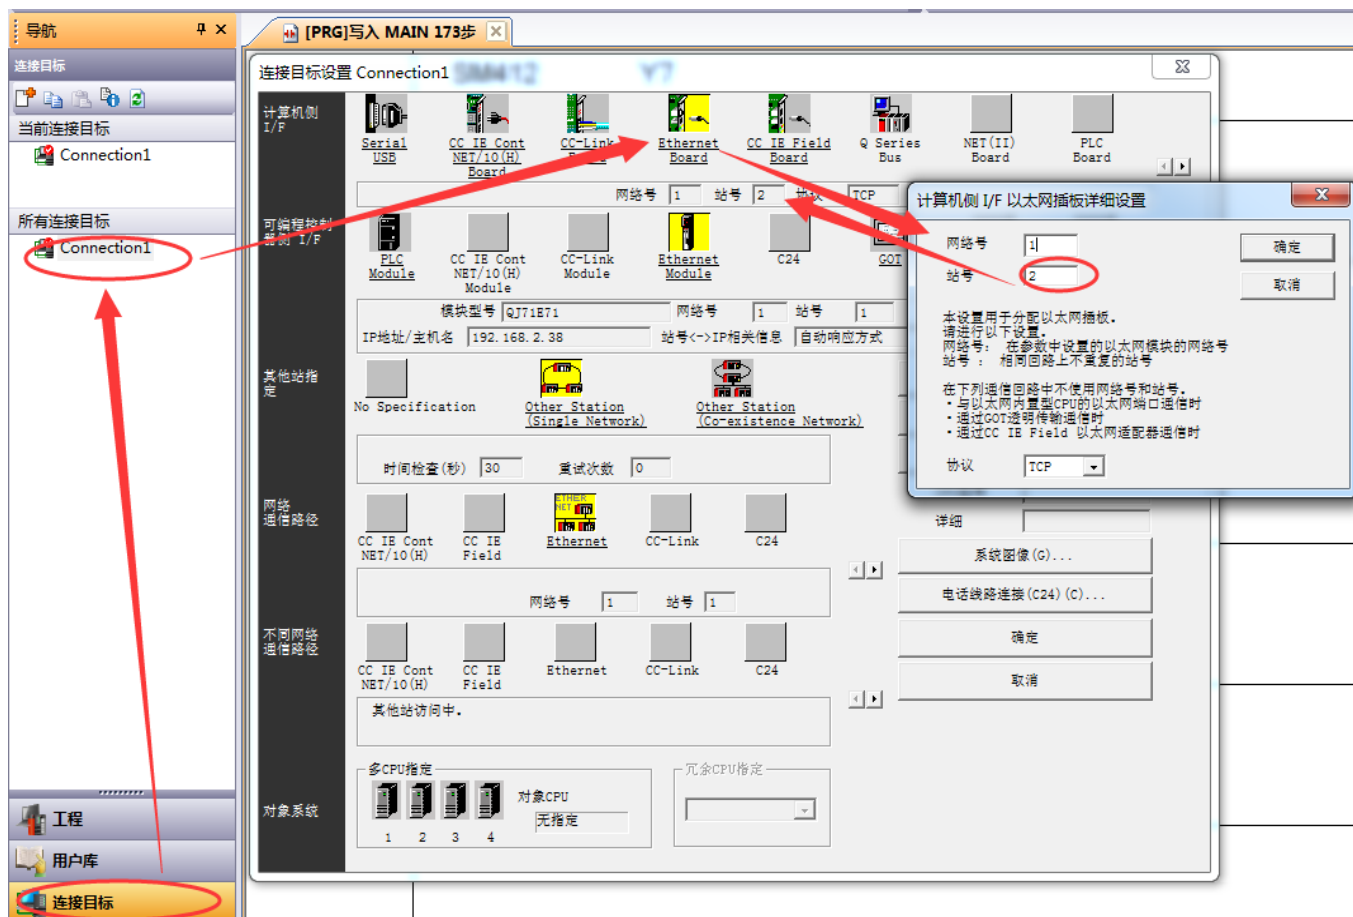 导航
[PRG]写入 MAIN 173步
连接目标
当前连接目标
Connection1
所有连接目标
Connection1
工程
用户库
连接目标
连接目标设置 Connection1
计算机侧
I/F
Serial
USB
CC IE Cont
NET/10(H)
Board
CC-Link
Ethernet
Board
CC IE Field
Board
Q Series
Bus
NET(II)
Board
PLC
Board
网络号 1 站号 2 协议 TCP
可编程控制
器侧 I/F
PLC
Module
CC IE Cont
NET/10(H)
Module
CC-Link
Module
Ethernet
Module
C24
GOT
模块型号 QJ71E71 网络号 1 站号 1
IP地址/主机名 192.168.2.38 站号<->IP相关信息 自动响应方式
其他站指
定
No Specification
Other Station
(Single Network)
Other Station
(Co-existence Network)
时间检查(秒) 30 重试次数 0
网络
通信路径
CC IE Cont
NET/10(H)
CC IE
Field
Ethernet
CC-Link
C24
网络号 1 站号 1
不同网络
通信路径
CC IE Cont
NET/10(H)
CC IE
Field
Ethernet
CC-Link
C24
其他站访问中.
对象系统
多CPU指定
1 2 3 4
对象CPU
无指定
冗余CPU指定
详细
系统图像(G)...
电话线路连接(C24)(C)...
确定
取消
计算机侧 I/F 以太网插板详细设置
网络号 1
站号 2
确定
取消
本设置用于分配以太网插板.
请进行以下设置.
网络号: 在参数中设置的以太网模块的网络号
站号 : 相同回路上不重复的站号
在下列通信回路中不使用网络号和站号.
・与以太网内置型CPU的以太网端口通信时
・通过GOT透明传输通信时
・通过CC IE Field 以太网适配器通信时
协议 TCP